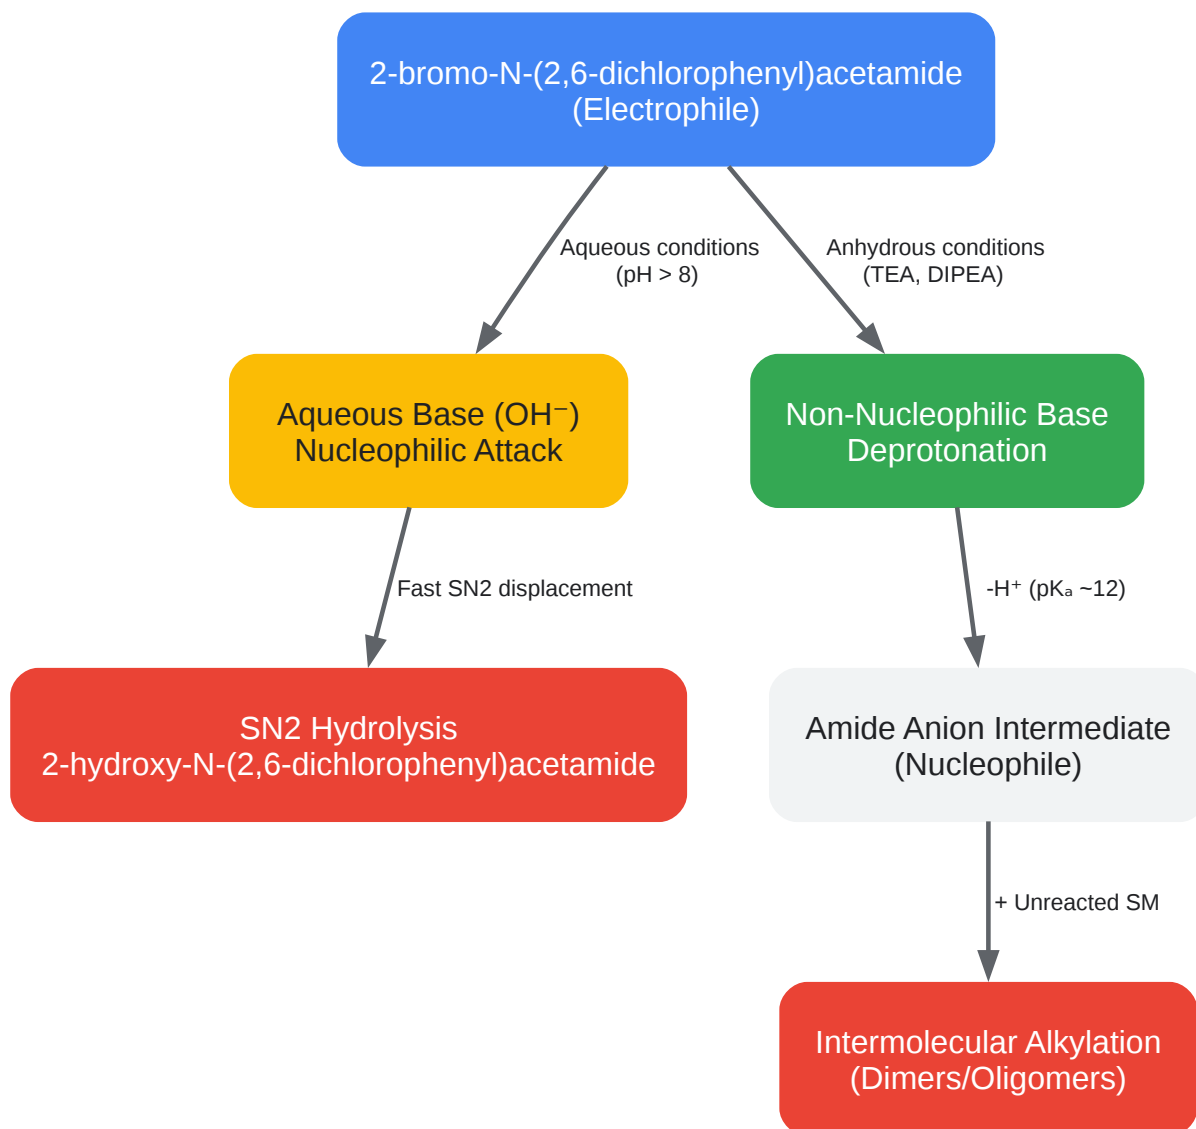 2-bromo-N-(2,6-dichlorophenyl)acetamide
(Electrophile)
Aqueous conditions
(pH > 8)
Anhydrous conditions
(TEA, DIPEA)
Aqueous Base (OH⁻)
Nucleophilic Attack
Non-Nucleophilic Base
Deprotonation
Fast SN2 displacement
-H⁺ (pKₐ ~12)
SN2 Hydrolysis
2-hydroxy-N-(2,6-dichlorophenyl)acetamide
Amide Anion Intermediate
(Nucleophile)
+ Unreacted SM
Intermolecular Alkylation
(Dimers/Oligomers)